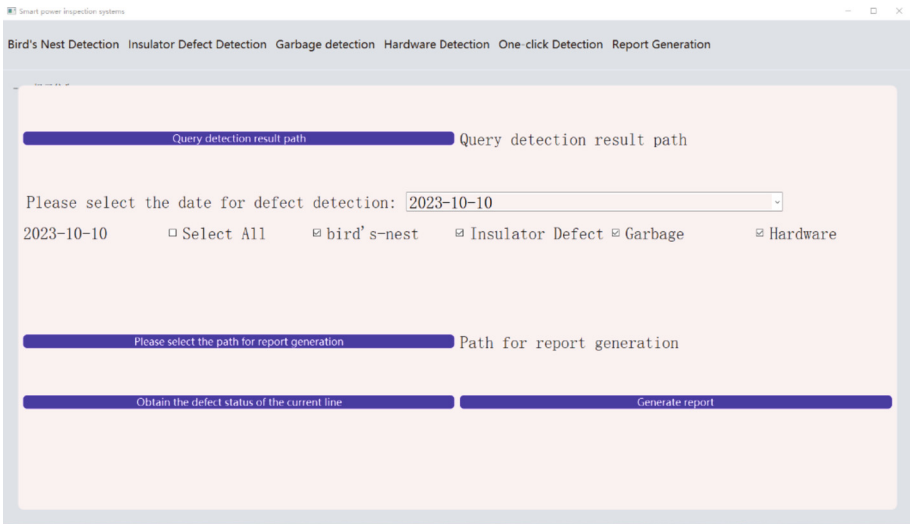 Smart power inspection systems
Bird's Nest Detection Insulator Defect Detection Garbage detection Hardware Detection One-click Detection Report Generation
Query detection result path Query detection result path
Please select the date for defect detection: 2023-10-10
2023-10-10 Select All bird's-nest Insulator Defect Garbage Hardware
Please select the path for report generation Path for report generation
Obtain the defect status of the current line Generate report